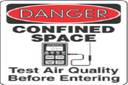 DANGER
CONFINED
SPACE
Test Air Quality
Before Entering